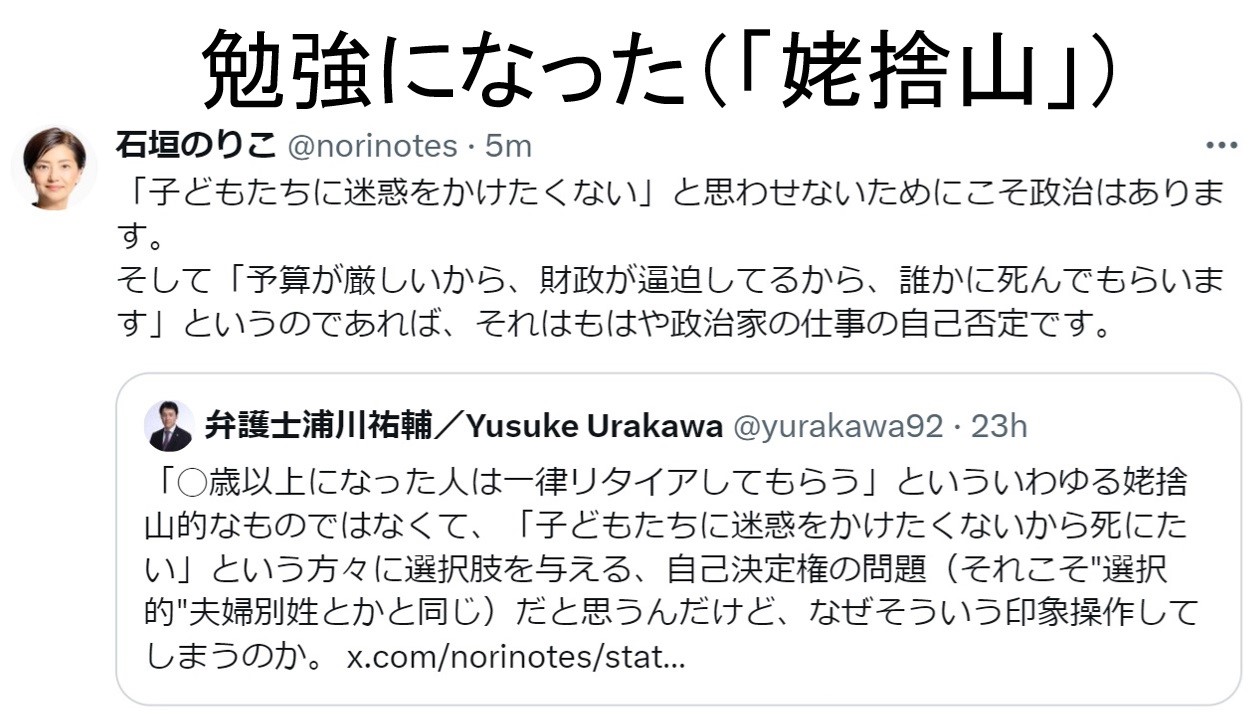 勉強になった(「姥捨山」)
石垣のりこ @norinotes · 5m
「子どもたちに迷惑をかけたくない」と思わせないためにこそ政治はありま
す。
そして「予算が厳しいから、財政が逼迫してるから、誰かに死んでもらいま
す」というのであれば、それはもはや政治家の仕事の自己否定です。
弁護士浦川祐輔／Yusuke Urakawa @yurakawa92 · 23h
「◯歳以上になった人は一律リタイアしてもらう」といういわゆる姥捨
山的なものではなくて、「子どもたちに迷惑をかけたくないから死にた
い」という方々に選択肢を与える、自己決定権の問題（それこそ"選択
的"夫婦別姓とかと同じ）だと思うんだけど、なぜそういう印象操作して
しまうのか。 x.com/norinotes/stat...